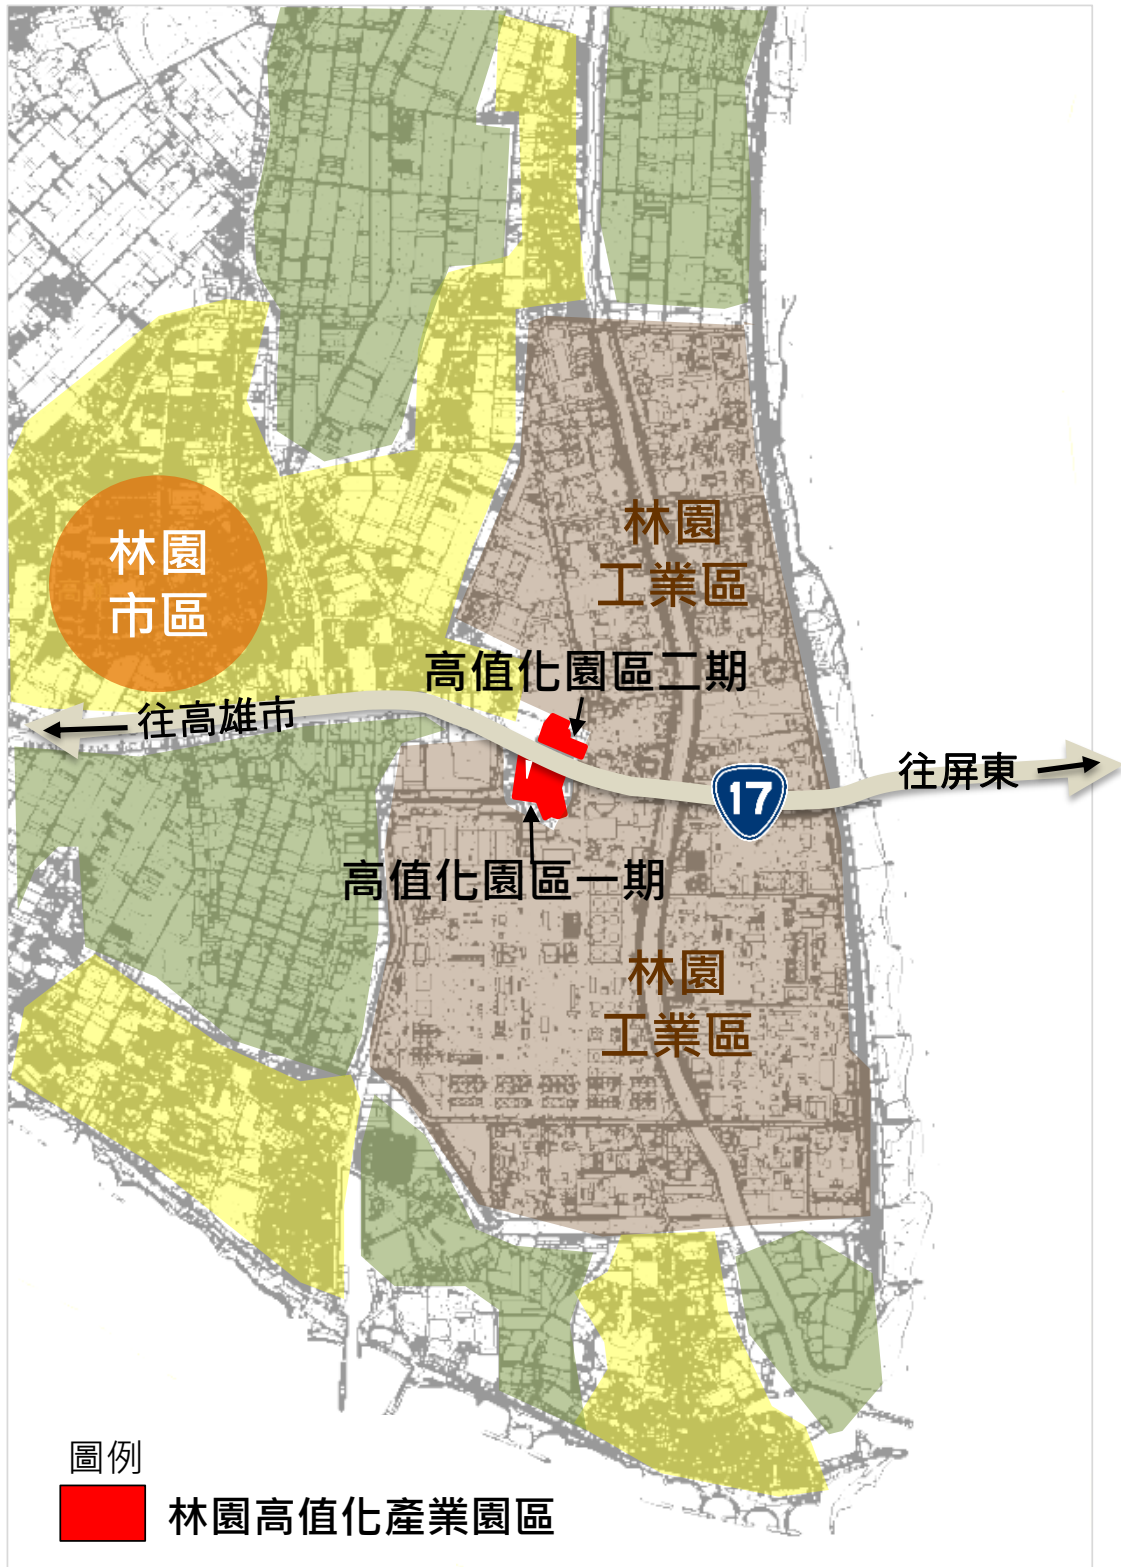 林園
工業區
林園
市區
高值化園區二期
往高雄市
往屏東
17
高值化園區一期
林園
工業區
圖例
林園高值化產業園區